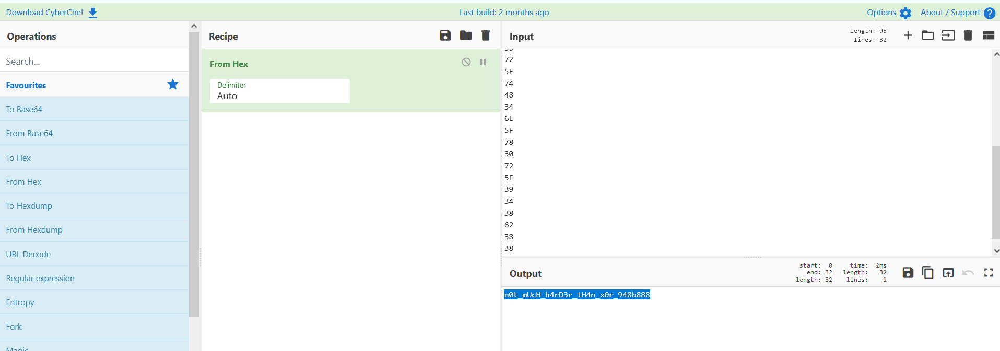 Download CyberChef
Last build: 2 months ago
Options
About / Support
Operations
Recipe
Input
length: 95
lines: 32
Search...
Favourites
To Base64
From Base64
To Hex
From Hex
To Hexdump
From Hexdump
URL Decode
Regular expression
Entropy
Fork
Magic
From Hex
Delimiter
Auto
72
5F
74
48
34
6E
5F
78
30
72
5F
39
34
38
62
38
38
Output
start: 0 time: 2ms
end: 32 length: 32
length: 32 lines: 1
n0t_mUcH_h4rD3r_tH4n_x0r_948b888